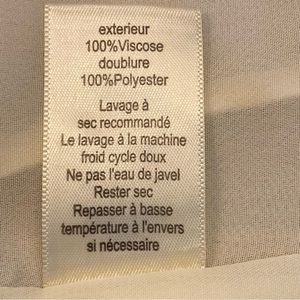 exterieur
100%Viscose
doublure
100%Polyester
Lavage à
sec recommandé
Le lavage à la machine
froid cycle doux
Ne pas l'eau de javel
Rester sec
Repasser à basse
température à l'envers
si nécessaire